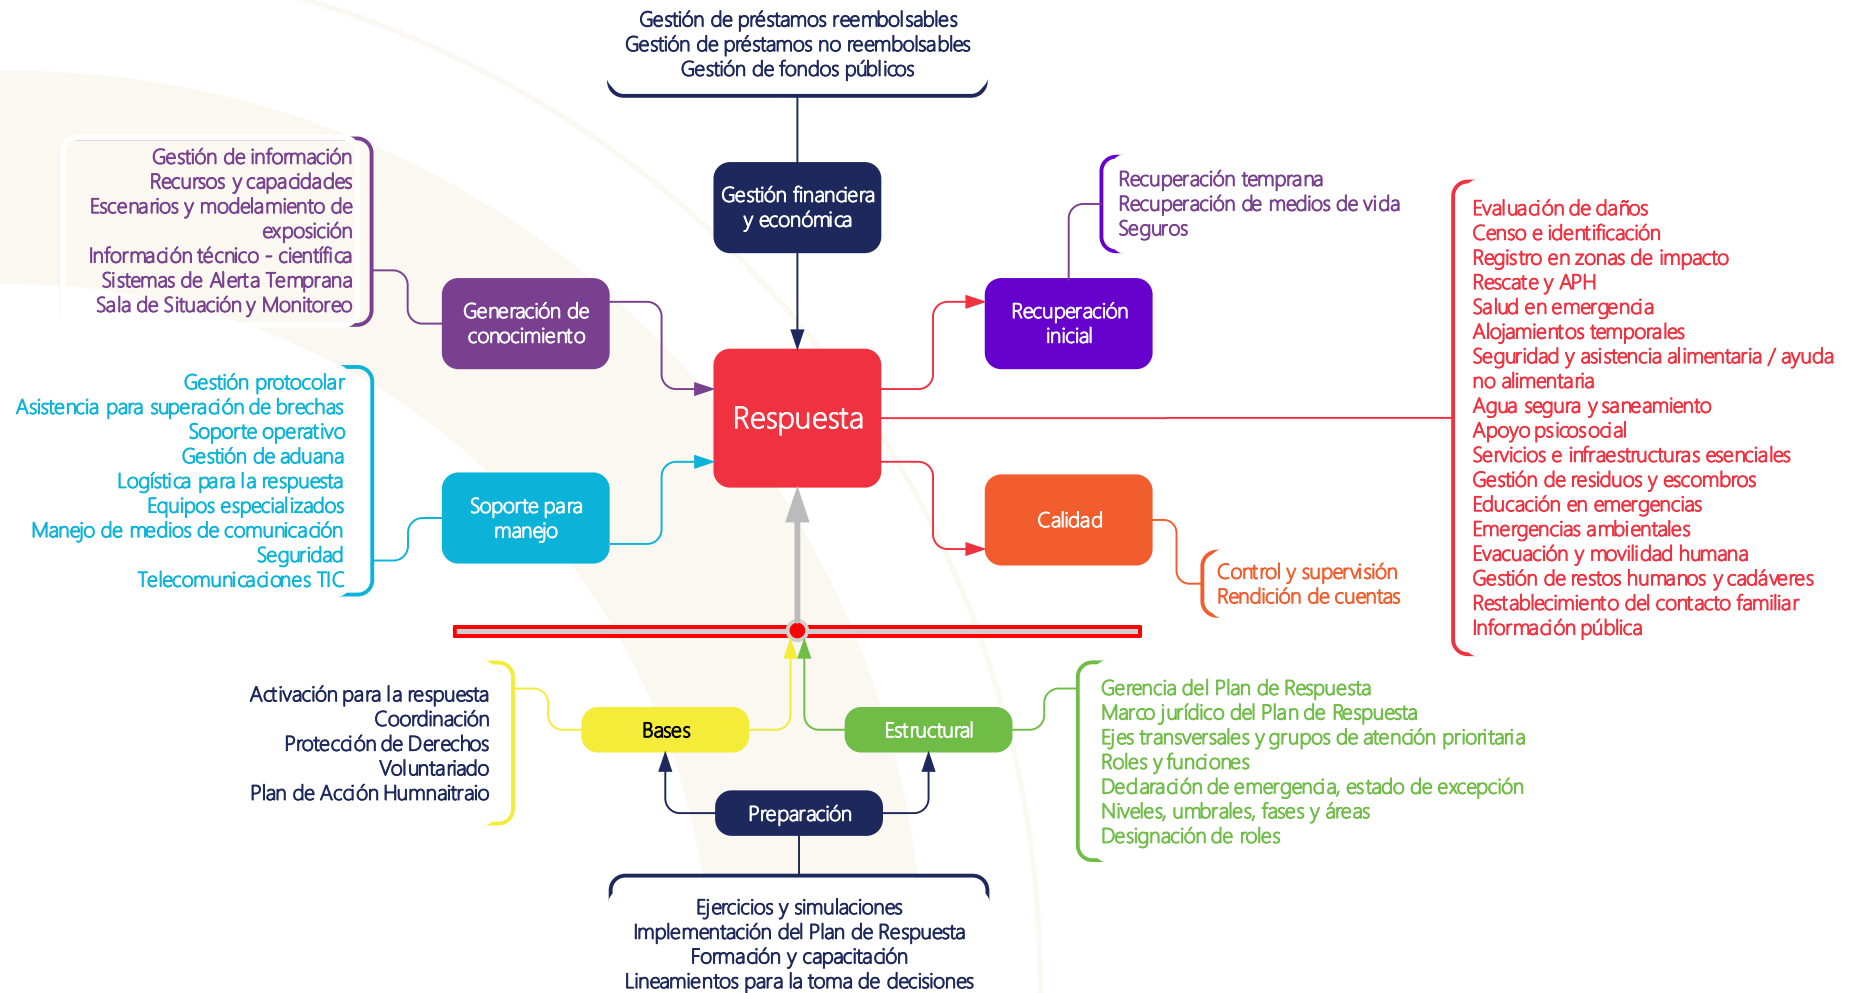 Gestión de préstamos reembolsables
Gestión de préstamos no reembolsables
Gestión de fondos públicos
Gestión financiera
y económica
Gestión de información
Recursos y capacidades
Escenarios y modelamiento de
exposición
Información técnico - científica
Sistemas de Alerta Temprana
Sala de Situación y Monitoreo
Generación de
conocimiento
Gestión protocolar
Asistencia para superación de brechas
Soporte operativo
Gestión de aduana
Logística para la respuesta
Equipos especializados
Manejo de medios de comunicación
Seguridad
Telecomunicaciones TIC
Soporte para
manejo
Respuesta
Recuperación
inicial
Recuperación temprana
Recuperación de medios de vida
Seguros
Calidad
Control y supervisión
Rendición de cuentas
Evaluación de daños
Censo e identificación
Registro en zonas de impacto
Rescate y APH
Salud en emergencia
Alojamientos temporales
Seguridad y asistencia alimentaria / ayuda
no alimentaria
Agua segura y saneamiento
Apoyo psicosocial
Servicios e infraestructuras esenciales
Gestión de residuos y escombros
Educación en emergencias
Emergencias ambientales
Evacuación y movilidad humana
Gestión de restos humanos y cadáveres
Restablecimiento del contacto familiar
Información pública
Activación para la respuesta
Coordinación
Protección de Derechos
Voluntariado
Plan de Acción Humnaitraio
Bases
Estructural
Gerencia del Plan de Respuesta
Marco jurídico del Plan de Respuesta
Ejes transversales y grupos de atención prioritaria
Roles y funciones
Declaración de emergencia, estado de excepción
Niveles, umbrales, fases y áreas
Designación de roles
Preparación
Ejercicios y simulaciones
Implementación del Plan de Respuesta
Formación y capacitación
Lineamientos para la toma de decisiones